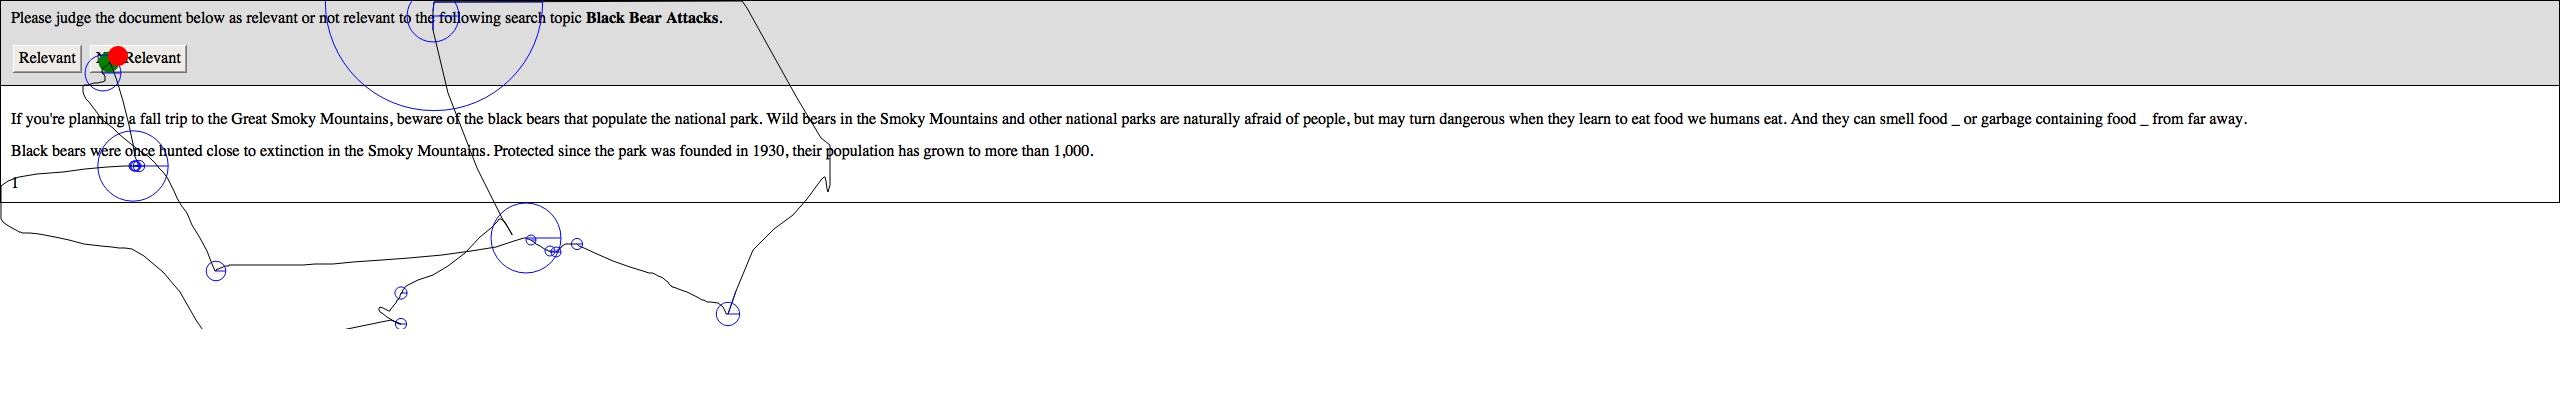 Please judge the document below as relevant or not relevant to the following search topic Black Bear Attacks.
Relevant Relevant
If you're planning a fall trip to the Great Smoky Mountains, beware of the black bears that populate the national park. Wild bears in the Smoky Mountains and other national parks are naturally afraid of people, but may turn dangerous when they learn to eat food we humans eat. And they can smell food _ or garbage containing food _ from far away.
Black bears were once hunted close to extinction in the Smoky Mountains. Protected since the park was founded in 1930, their population has grown to more than 1,000.
1